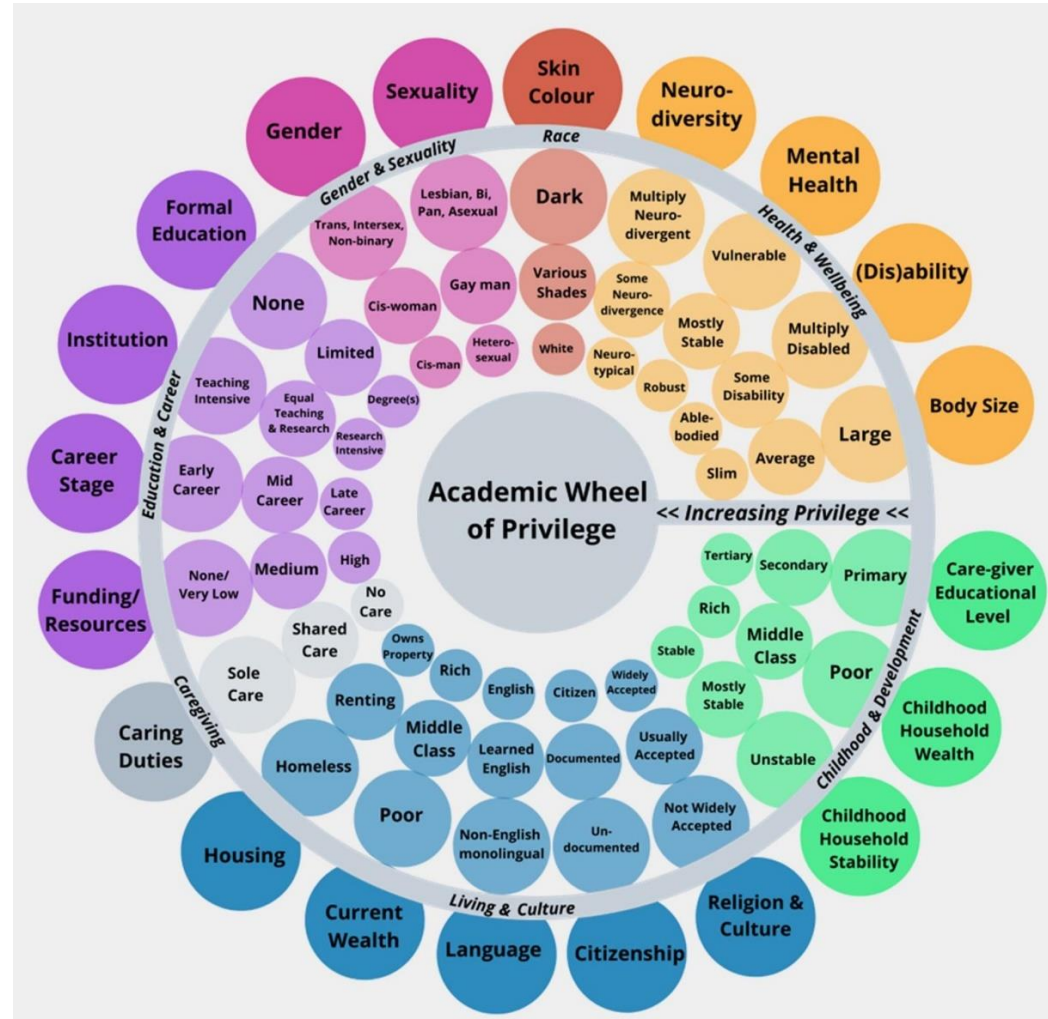 Academic Wheel
of Privilege
<< Increasing Privilege <<
Race
Skin
Colour
Dark
Various
Shades
White
Health & Wellbeing
Neuro-
diversity
Multiply
Neuro-
divergent
Some
Neuro-
divergence
Neuro-
typical
Mental
Health
Vulnerable
Mostly
Stable
Robust
(Dis)ability
Multiply
Disabled
Some
Disability
Able-
bodied
Body Size
Large
Average
Slim
Childhood & Development
Care-giver
Educational
Level
Primary
Secondary
Tertiary
Childhood
Household
Wealth
Poor
Middle
Class
Rich
Childhood
Household
Stability
Unstable
Mostly
Stable
Stable
Living & Culture
Religion &
Culture
Not Widely
Accepted
Usually
Accepted
Widely
Accepted
Citizenship
Un-
documented
Documented
Citizen
Language
Non-English
monolingual
Learned
English
English
Current
Wealth
Poor
Middle
Class
Rich
Housing
Homeless
Renting
Owns
Property
Caregiving
Caring
Duties
Sole
Care
Shared
Care
No
Care
Education & Career
Funding/
Resources
None/
Very Low
Medium
High
Career
Stage
Early
Career
Mid
Career
Late
Career
Institution
Teaching
Intensive
Equal
Teaching
& Research
Research
Intensive
Formal
Education
None
Limited
Degree(s)
Gender & Sexuality
Gender
Trans, Intersex,
Non-binary
Cis-woman
Cis-man
Sexuality
Lesbian, Bi,
Pan, Asexual
Gay man
Hetero-
sexual